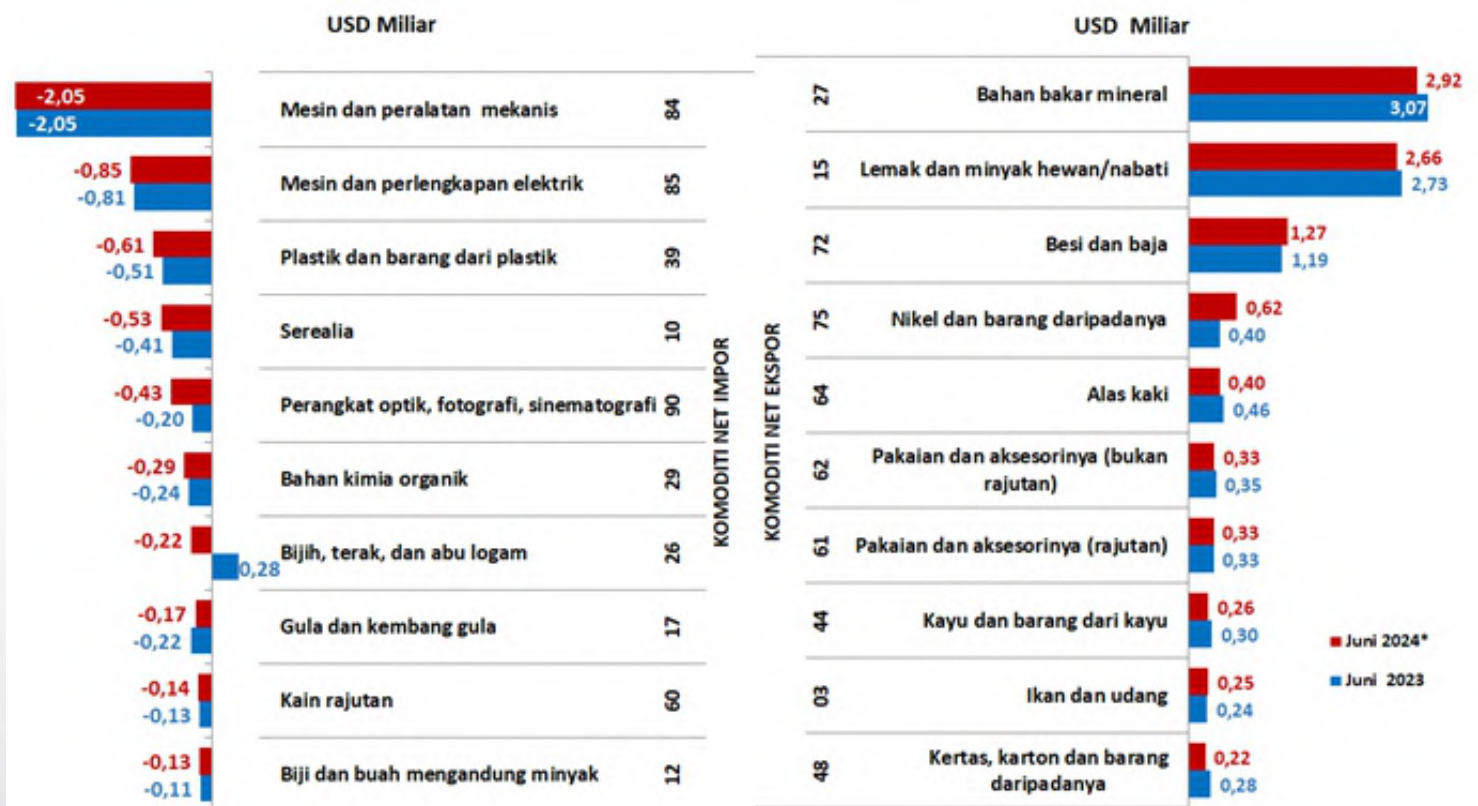 USD Miliar
-2,05
-2,05
Mesin dan peralatan mekanis
84
-0,85
-0,81
Mesin dan perlengkapan elektrik
85
-0,61
-0,51
Plastik dan barang dari plastik
39
-0,53
-0,41
Serealia
10
-0,43
-0,20
Perangkat optik, fotografi, sinematografi
90
-0,29
-0,24
Bahan kimia organik
29
-0,22
0,28
Bijih, terak, dan abu logam
26
-0,17
-0,22
Gula dan kembang gula
17
-0,14
-0,13
Kain rajutan
60
-0,13
-0,11
Biji dan buah mengandung minyak
12
KOMODITI NET IMPOR
USD Miliar
KOMODITI NET EKSPOR
27
Bahan bakar mineral
2,92
3,07
15
Lemak dan minyak hewan/nabati
2,66
2,73
72
Besi dan baja
1,27
1,19
75
Nikel dan barang daripadanya
0,62
0,40
64
Alas kaki
0,40
0,46
62
Pakaian dan aksesorinya (bukan
rajutan)
0,33
0,35
61
Pakaian dan aksesorinya (rajutan)
0,33
0,33
44
Kayu dan barang dari kayu
0,26
0,30
03
Ikan dan udang
0,25
0,24
48
Kertas, karton dan barang
daripadanya
0,22
0,28
Juni 2024*
Juni 2023